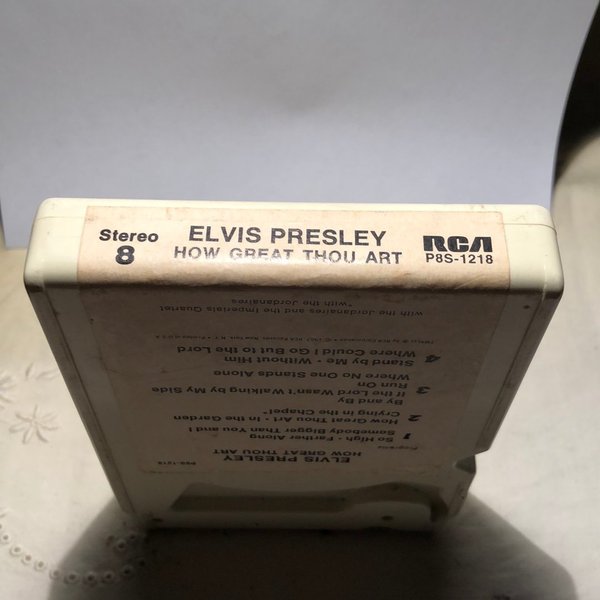 Stereo
8
ELVIS PRESLEY
HOW GREAT THOU ART
RCA
P8S-1218
P8S-1218
ELVIS PRESLEY
HOW GREAT THOU ART
Programs
1 So High - Farther Along
Somebody Bigger Than You and I
2 How Great Thou Art - In the Garden
Crying in the Chapel*
3 By and By
If the Lord Wasn't Walking by My Side
Run On
Where No One Stands Alone
4 Stand by Me - Without Him
Where Could I Go But to the Lord
with the Jordanaires and the Imperials Quartet
*with the Jordanaires